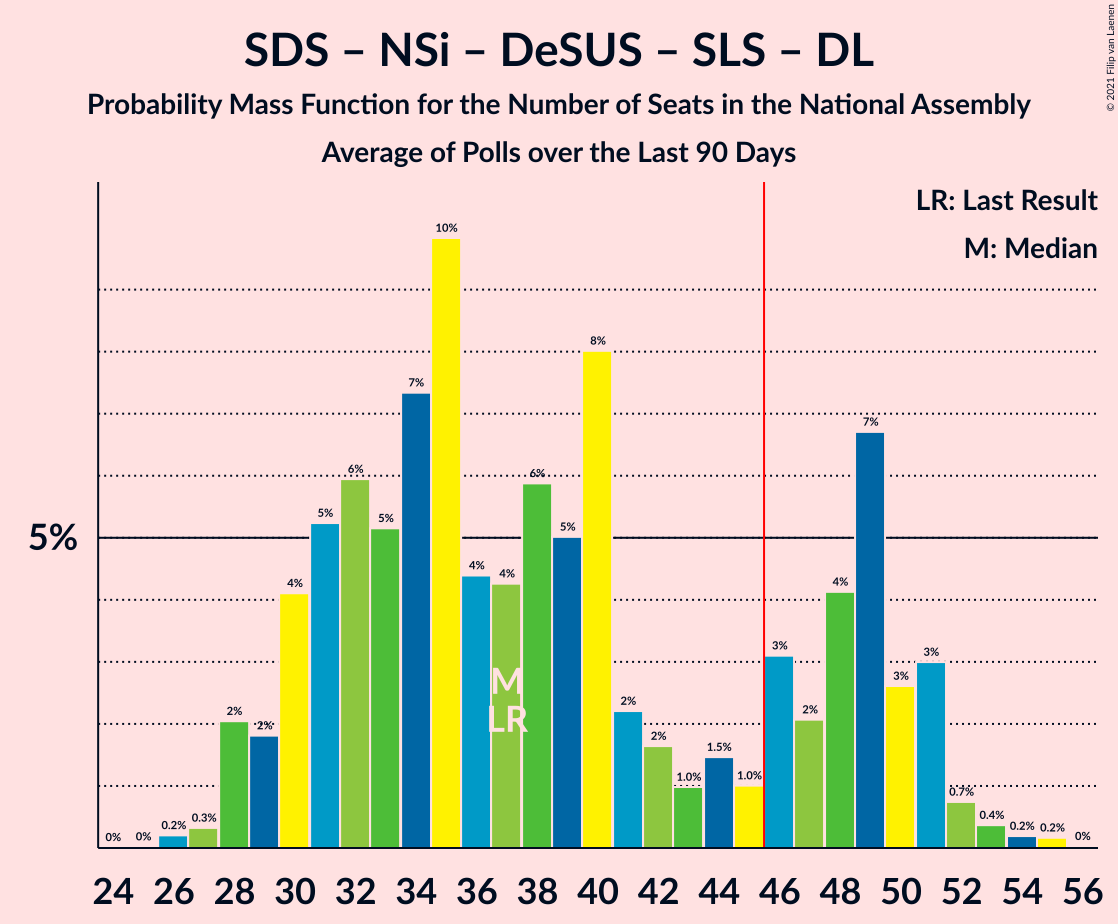 SDS – NSi – DeSUS – SLS – DL
Probability Mass Function for the Number of Seats in the National Assembly
Average of Polls over the Last 90 Days
© 2021 Filip van Laenen
LR: Last Result
M: Median
5%
0% 0% 0.2% 0.3% 2% 2% 4% 5% 6% 5% 7% 10% 4% 4% 6% 5% 8% 2% 2% 1.0% 1.5% 1.0% 3% 2% 4% 7% 3% 3% 0.7% 0.4% 0.2% 0.2% 0%
M
LR
24 26 28 30 32 34 36 38 40 42 44 46 48 50 52 54 56